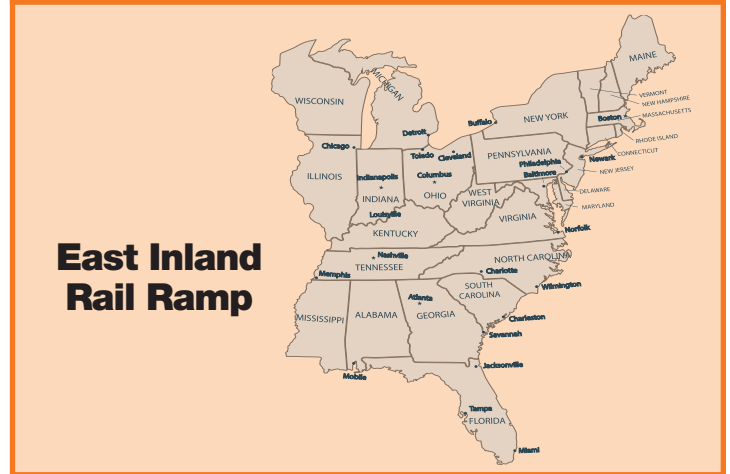 East Inland
Rail Ramp
MAINE
MICHIGAN
WISCONSIN
VERMONT
NEW HAMPSHIRE
MASSACHUSETTS
Boston
NEW YORK
Buffalo
Detroit
RHODE ISLAND
Chicago
Toledo
Cleveland
PENNSYLVANIA
CONNECTICUT
Newark
Philadelphia
NEW JERSEY
Baltimore
ILLINOIS
Indianapolis
Columbus
DELAWARE
INDIANA
OHIO
WEST
VIRGINIA
MARYLAND
Louisville
VIRGINIA
KENTUCKY
Norfolk
Nashville
NORTH CAROLINA
TENNESSEE
Memphis
Charlotte
Wilmington
SOUTH
CAROLINA
Atlanta
MISSISSIPPI
ALABAMA
GEORGIA
Charleston
Savannah
Jacksonville
Mobile
Tampa
FLORIDA
Miami